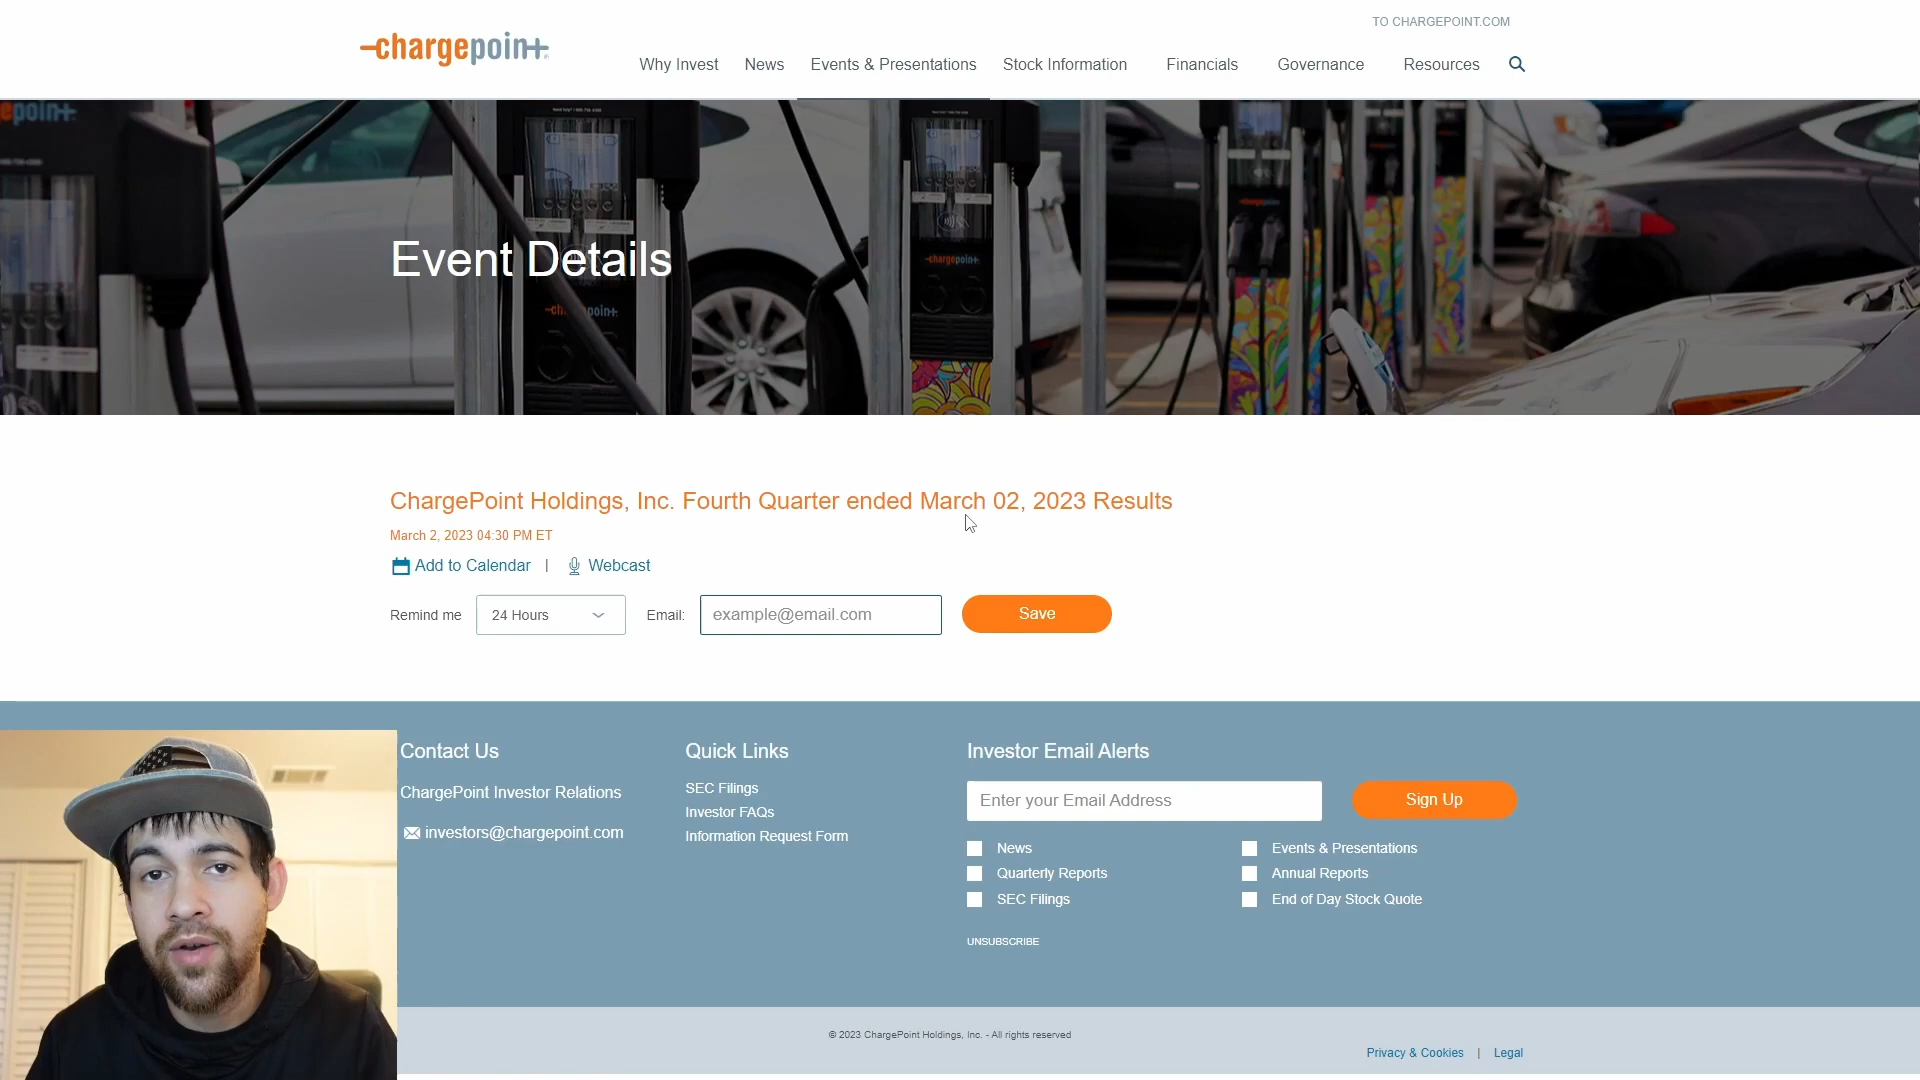 TO CHARGEPOINT.COM
chargepoint
Why Invest News Events & Presentations Stock Information Financials Governance Resources
epoint
Event Details
chargepoint
chargepoint
ChargePoint Holdings, Inc. Fourth Quarter ended March 02, 2023 Results
March 2, 2023 04:30 PM ET
Add to Calendar | Webcast
Remind me 24 Hours Email: example@email.com Save
Contact Us
ChargePoint Investor Relations
investors@chargepoint.com
Quick Links
SEC Filings
Investor FAQs
Information Request Form
Investor Email Alerts
Enter your Email Address Sign Up
News Events & Presentations
Quarterly Reports Annual Reports
SEC Filings End of Day Stock Quote
UNSUBSCRIBE
© 2023 ChargePoint Holdings, Inc. - All rights reserved
Privacy & Cookies | Legal